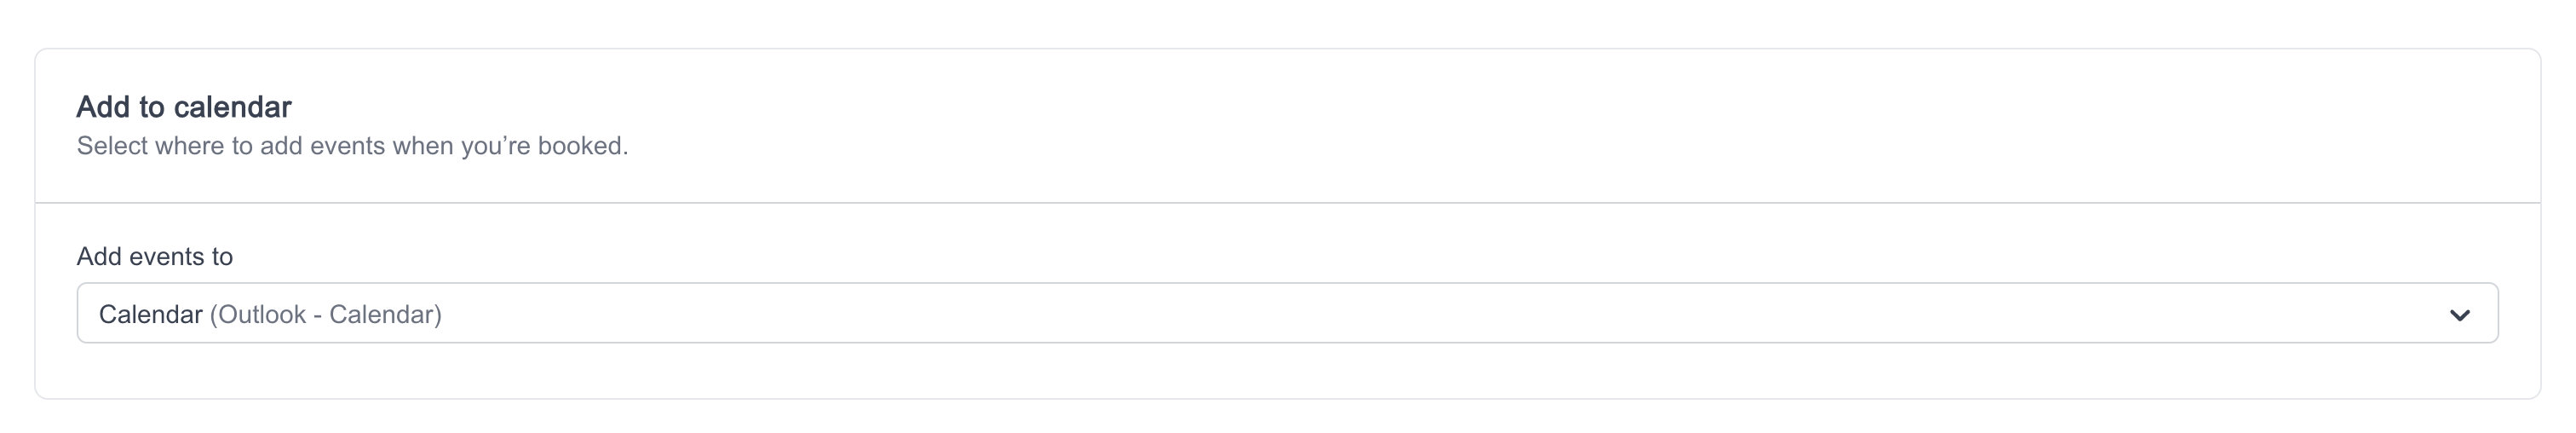 Add to calendar
Select where to add events when you’re booked.
Add events to
Calendar (Outlook - Calendar)